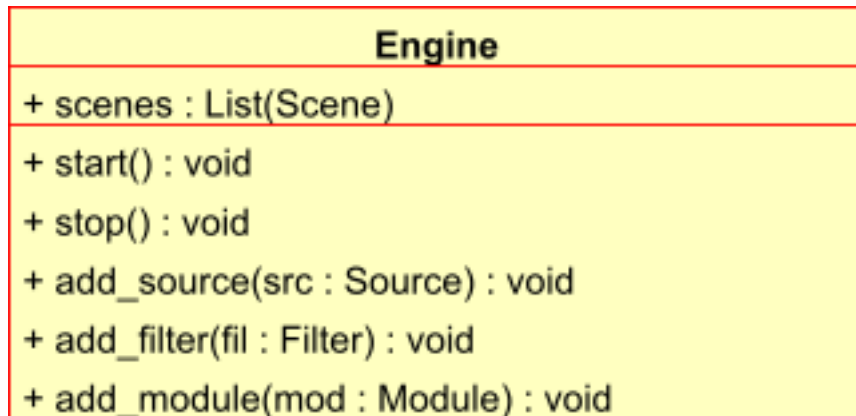 Engine
+ scenes : List(Scene)
+ start() : void
+ stop() : void
+ add_source(src : Source) : void
+ add_filter(fil : Filter) : void
+ add_module(mod : Module) : void